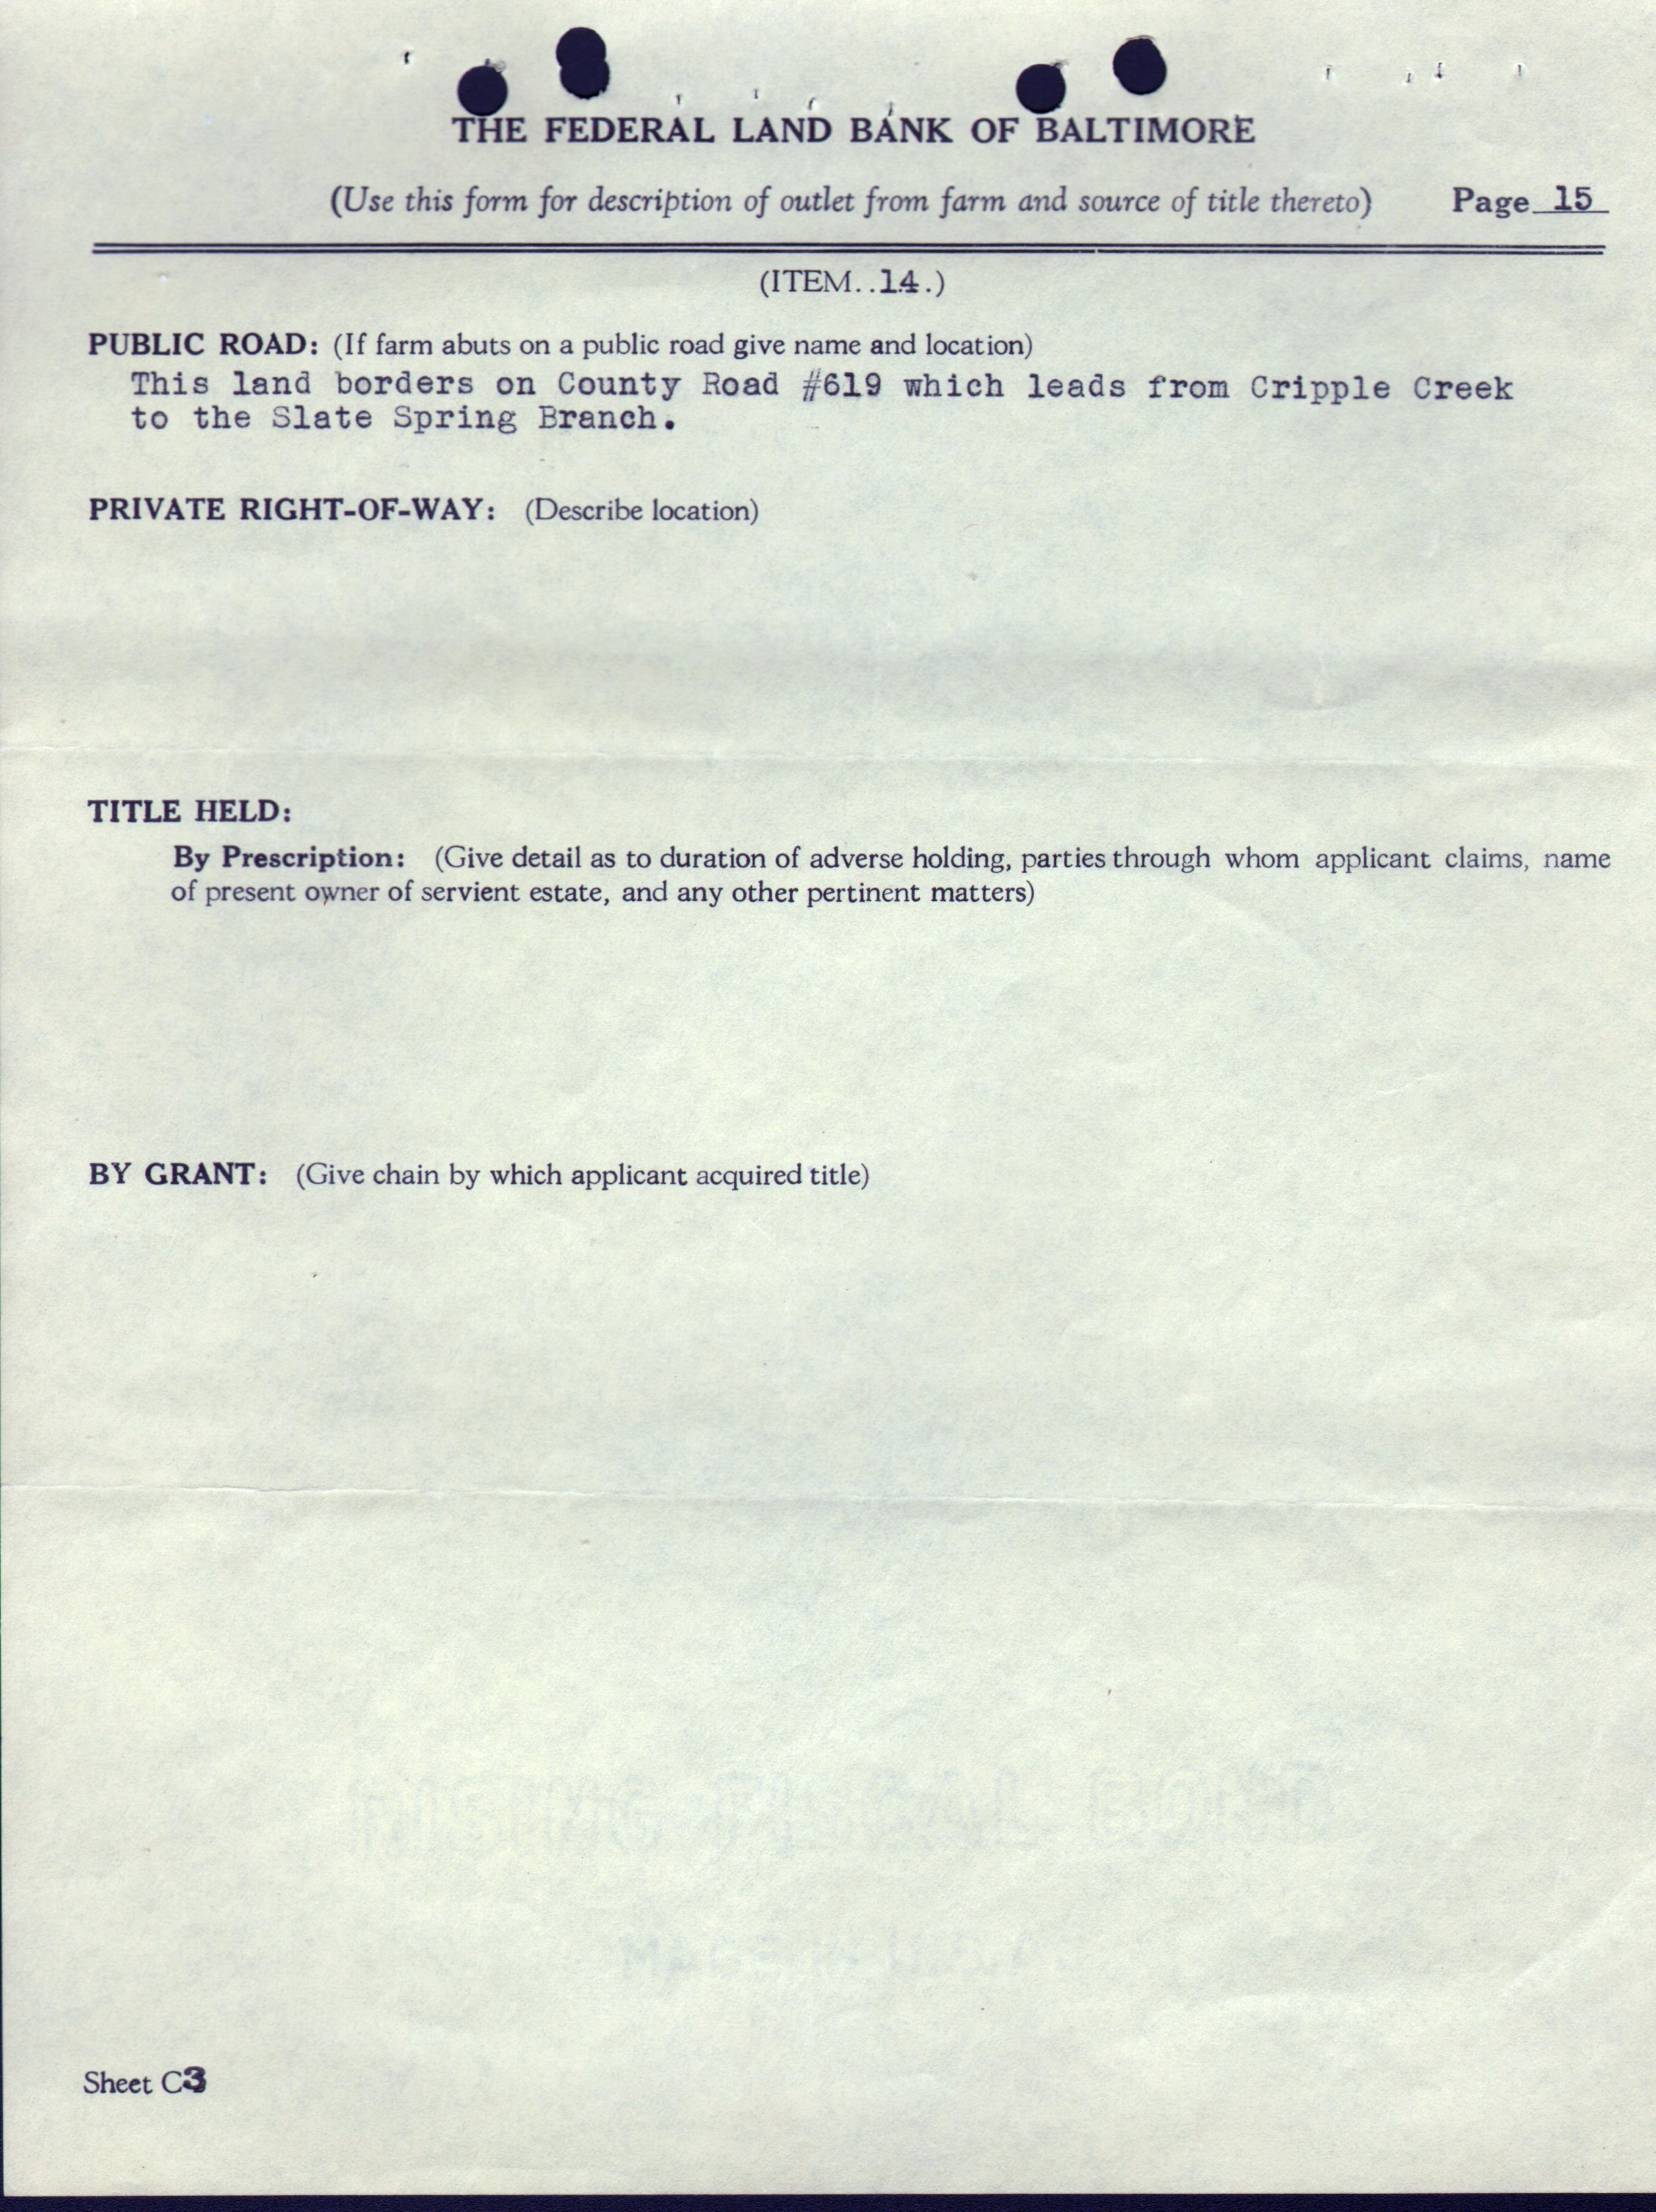 THE FEDERAL LAND BANK OF BALTIMORE
(Use this form for description of outlet from farm and source of title thereto) Page 15
(ITEM..14.)
PUBLIC ROAD: (If farm abuts on a public road give name and location)
This land borders on County Road #619 which leads from Cripple Creek
to the Slate Spring Branch.
PRIVATE RIGHT-OF-WAY: (Describe location)
TITLE HELD:
By Prescription: (Give detail as to duration of adverse holding, parties through whom applicant claims, name
of present owner of servient estate, and any other pertinent matters)
BY GRANT: (Give chain by which applicant acquired title)
Sheet C3